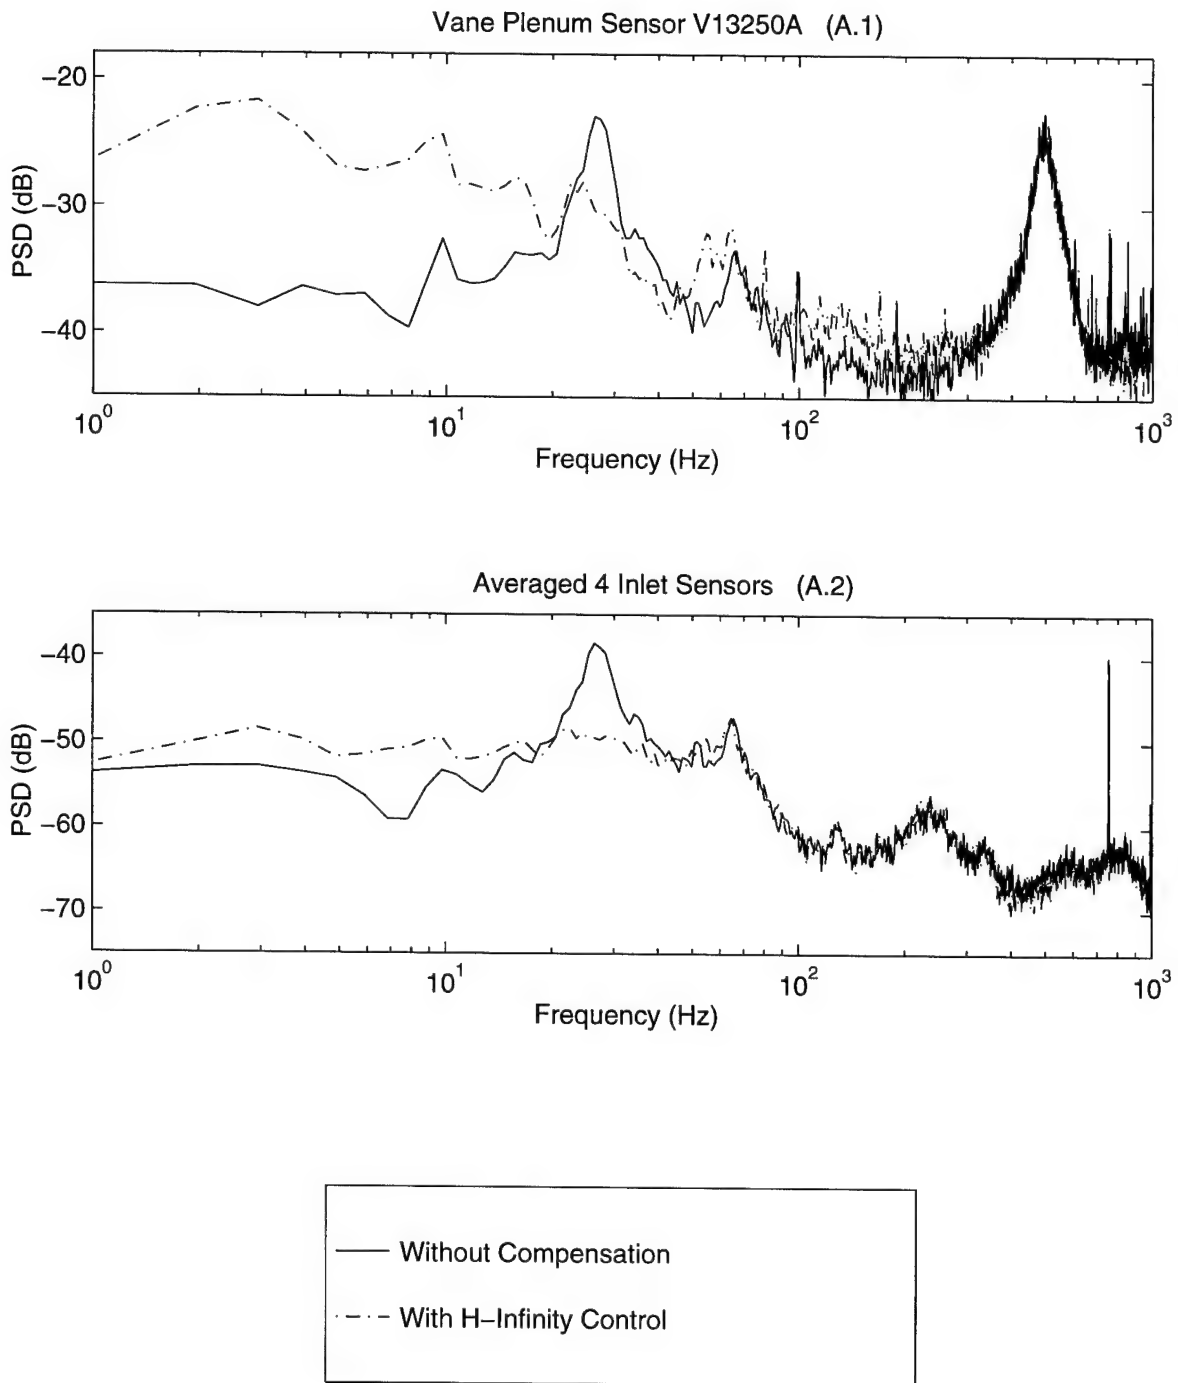 Vane Plenum Sensor V13250A (A.1)
−20
−30
−40
PSD (dB)
10^0
10^1
10^2
10^3
Frequency (Hz)
Averaged 4 Inlet Sensors (A.2)
−40
−50
−60
−70
PSD (dB)
10^0
10^1
10^2
10^3
Frequency (Hz)
Without Compensation
With H−Infinity Control